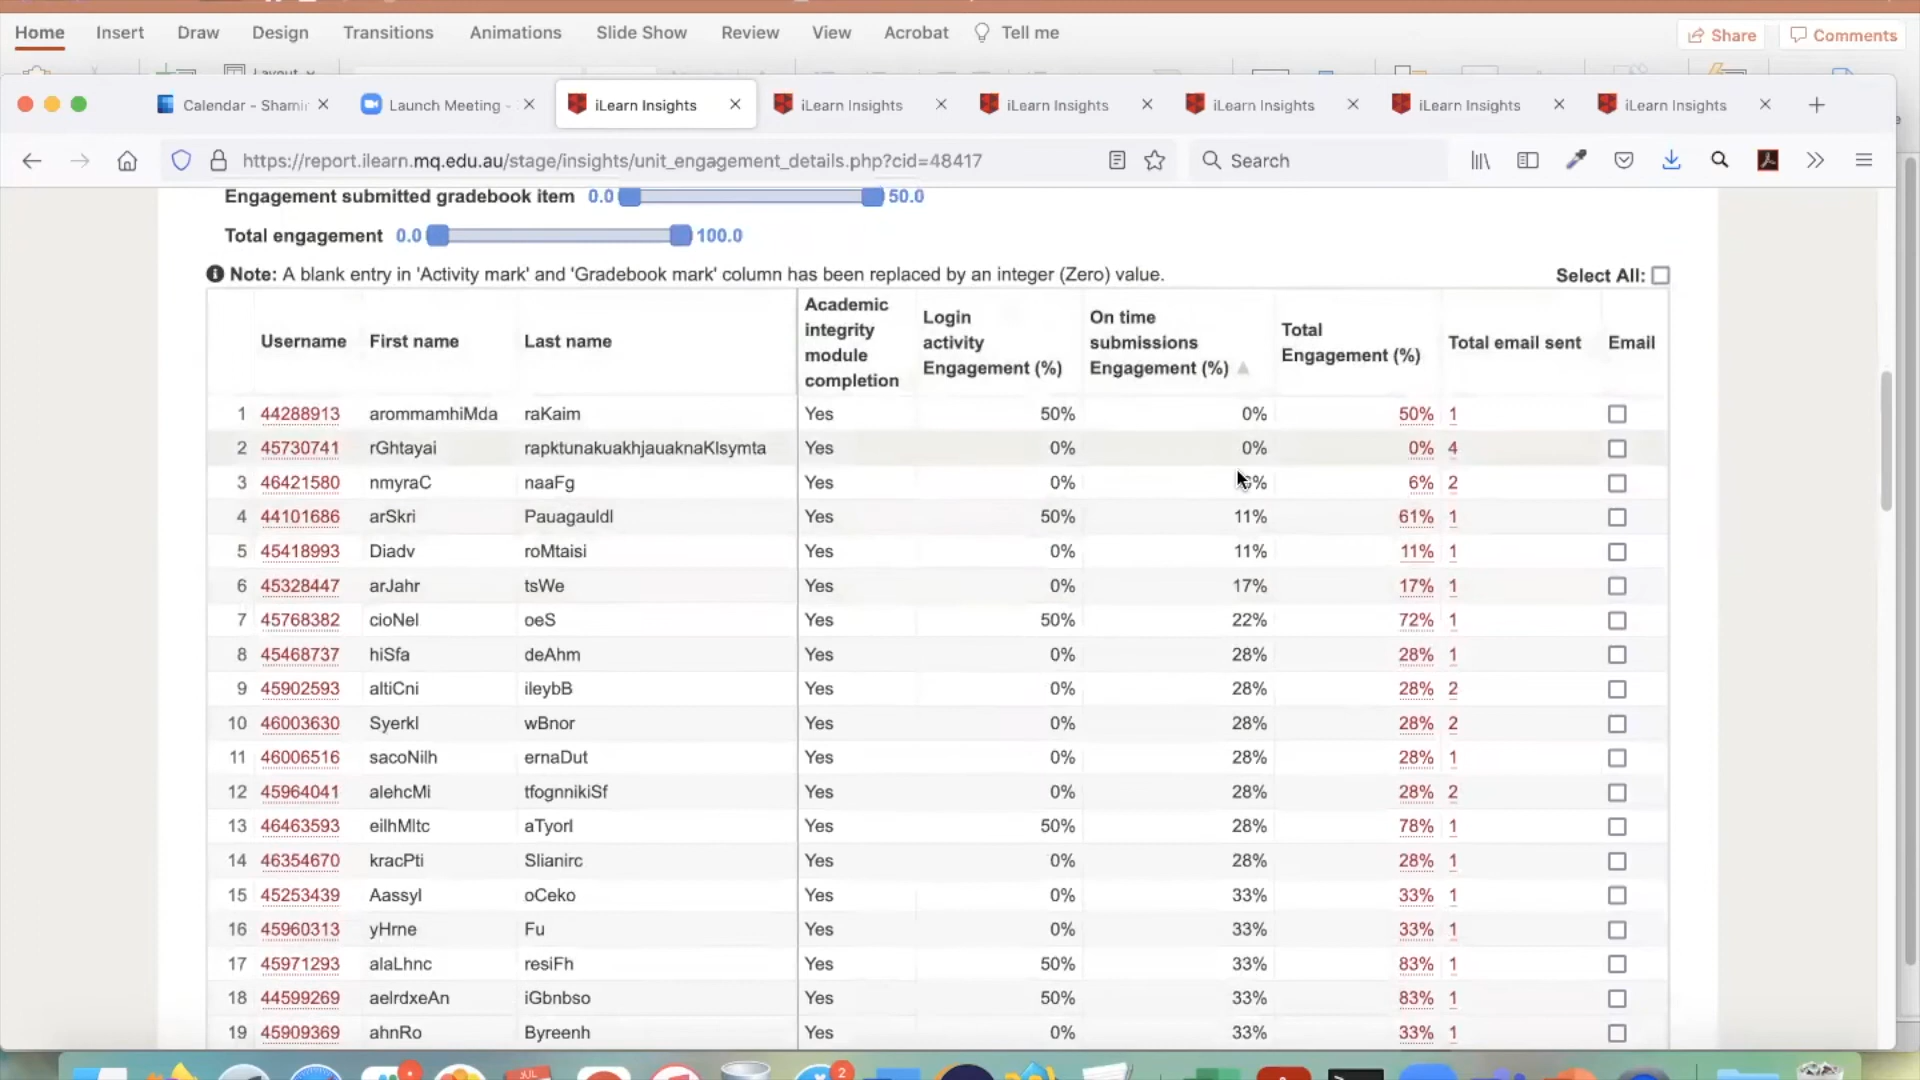 Home Insert Draw Design Transitions Animations Slide Show Review View Acrobat Tell me Share Comments
Calendar - Shamir Launch Meeting - iLearn Insights iLearn Insights iLearn Insights iLearn Insights iLearn Insights iLearn Insights
https://report.ilearn.mq.edu.au/stage/insights/unit_engagement_details.php?cid=48417 Search
Engagement submitted gradebook item 0.0 50.0
Total engagement 0.0 100.0
Note: A blank entry in 'Activity mark' and 'Gradebook mark' column has been replaced by an integer (Zero) value. Select All:
Username First name Last name Academic integrity module completion Login activity Engagement (%) On time submissions Engagement (%) Total Engagement (%) Total email sent Email
1 44288913 arommamhiMda raKaim Yes 50% 0% 50% 1
2 45730741 rGhtayai rapktunakuakhjauaknaKlsymta Yes 0% 0% 0% 4
3 46421580 nmyraC naaFg Yes 0% % 6% 2
4 44101686 arSkri Pauagauldl Yes 50% 11% 61% 1
5 45418993 Diadv roMtaisi Yes 0% 11% 11% 1
6 45328447 arJahr tsWe Yes 0% 17% 17% 1
7 45768382 cioNel oeS Yes 50% 22% 72% 1
8 45468737 hiSfa deAhm Yes 0% 28% 28% 1
9 45902593 altiCni ileybB Yes 0% 28% 28% 2
10 46003630 Syerkl wBnor Yes 0% 28% 28% 2
11 46006516 sacoNilh ernaDut Yes 0% 28% 28% 1
12 45964041 alehcMi tfognnikiSf Yes 0% 28% 28% 2
13 46463593 eilhMltc aTyorl Yes 50% 28% 78% 1
14 46354670 kracPti Slianirc Yes 0% 28% 28% 1
15 45253439 Aassyl oCeko Yes 0% 33% 33% 1
16 45960313 yHrne Fu Yes 0% 33% 33% 1
17 45971293 alaLhnc resiFh Yes 50% 33% 83% 1
18 44599269 aelrdxeAn iGbnbso Yes 50% 33% 83% 1
19 45909369 ahnRo Byreenh Yes 0% 33% 33% 1
JUL 2